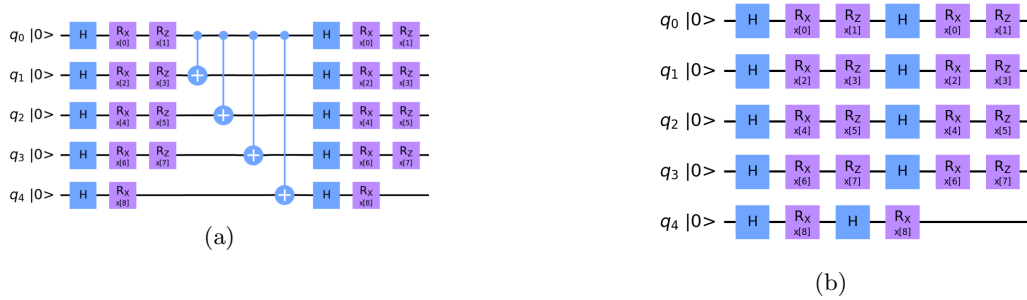 q0 |0> H RX x[0] RZ x[1] H RX x[0] RZ x[1]
q1 |0> H RX x[2] RZ x[3] H RX x[2] RZ x[3]
q2 |0> H RX x[4] RZ x[5] H RX x[4] RZ x[5]
q3 |0> H RX x[6] RZ x[7] H RX x[6] RZ x[7]
q4 |0> H RX x[8] H RX x[8]
(a)
q0 |0> H RX x[0] RZ x[1] H RX x[0] RZ x[1]
q1 |0> H RX x[2] RZ x[3] H RX x[2] RZ x[3]
q2 |0> H RX x[4] RZ x[5] H RX x[4] RZ x[5]
q3 |0> H RX x[6] RZ x[7] H RX x[6] RZ x[7]
q4 |0> H RX x[8] H RX x[8]
(b)